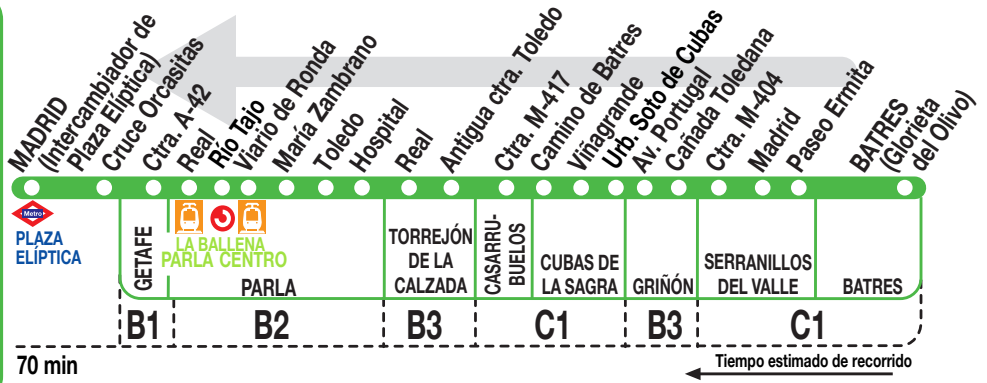 MADRID
(Intercambiador de
Plaza Elíptica)
Cruce Orcasitas
Ctra. A-42
Real
Río Tajo
Viario de Ronda
María Zambrano
Toledo
Hospital
Real
Antigua ctra. Toledo
Ctra. M-417
Camino de Batres
Viñagrande
Urb. Soto de Cubas
Av. Portugal
Cañada Toledana
Ctra. M-404
Madrid
Paseo Ermita
BATRES
(Glorieta
del Olivo)
Metro
PLAZA
ELÍPTICA
GETAFE
LA BALLENA
PARLA CENTRO
PARLA
TORREJÓN
DE LA
CALZADA
CASARRU-
BUELOS
CUBAS DE
LA SAGRA
GRIÑÓN
SERRANILLOS
DEL VALLE
BATRES
B1
B2
B3
C1
B3
C1
70 min
Tiempo estimado de recorrido